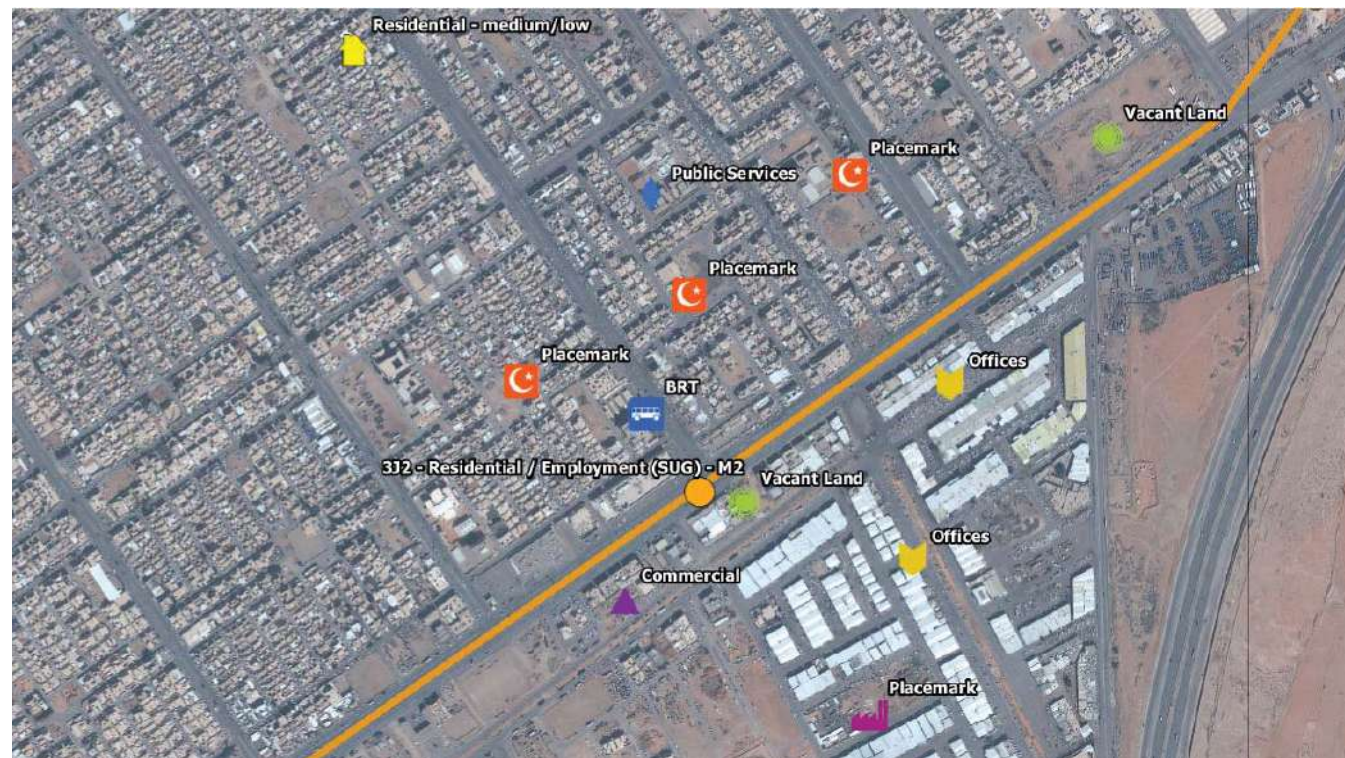 Residential - medium/low
Vacant Land
Placemark
Public Services
Placemark
Placemark
Offices
BRT
3J2 - Residential / Employment (SUG) - M2
Vacant Land
Offices
Commercial
Placemark